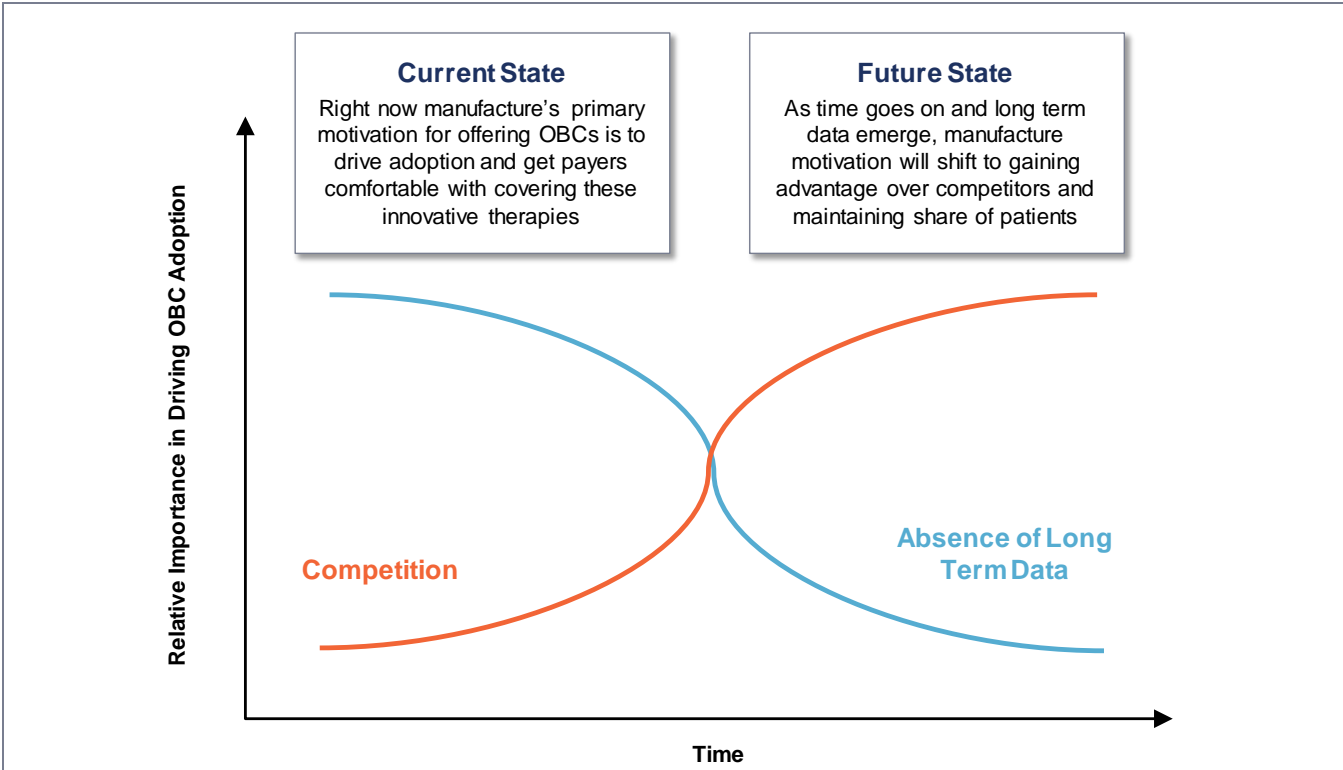 Current State
Right now manufacture's primary
motivation for offering OBCs is to
drive adoption and get payers
comfortable with covering these
innovative therapies
Future State
As time goes on and long term
data emerge, manufacture
motivation will shift to gaining
advantage over competitors and
maintaining share of patients
Relative Importance in Driving OBC Adoption
Competition
Absence of Long
Term Data
Time